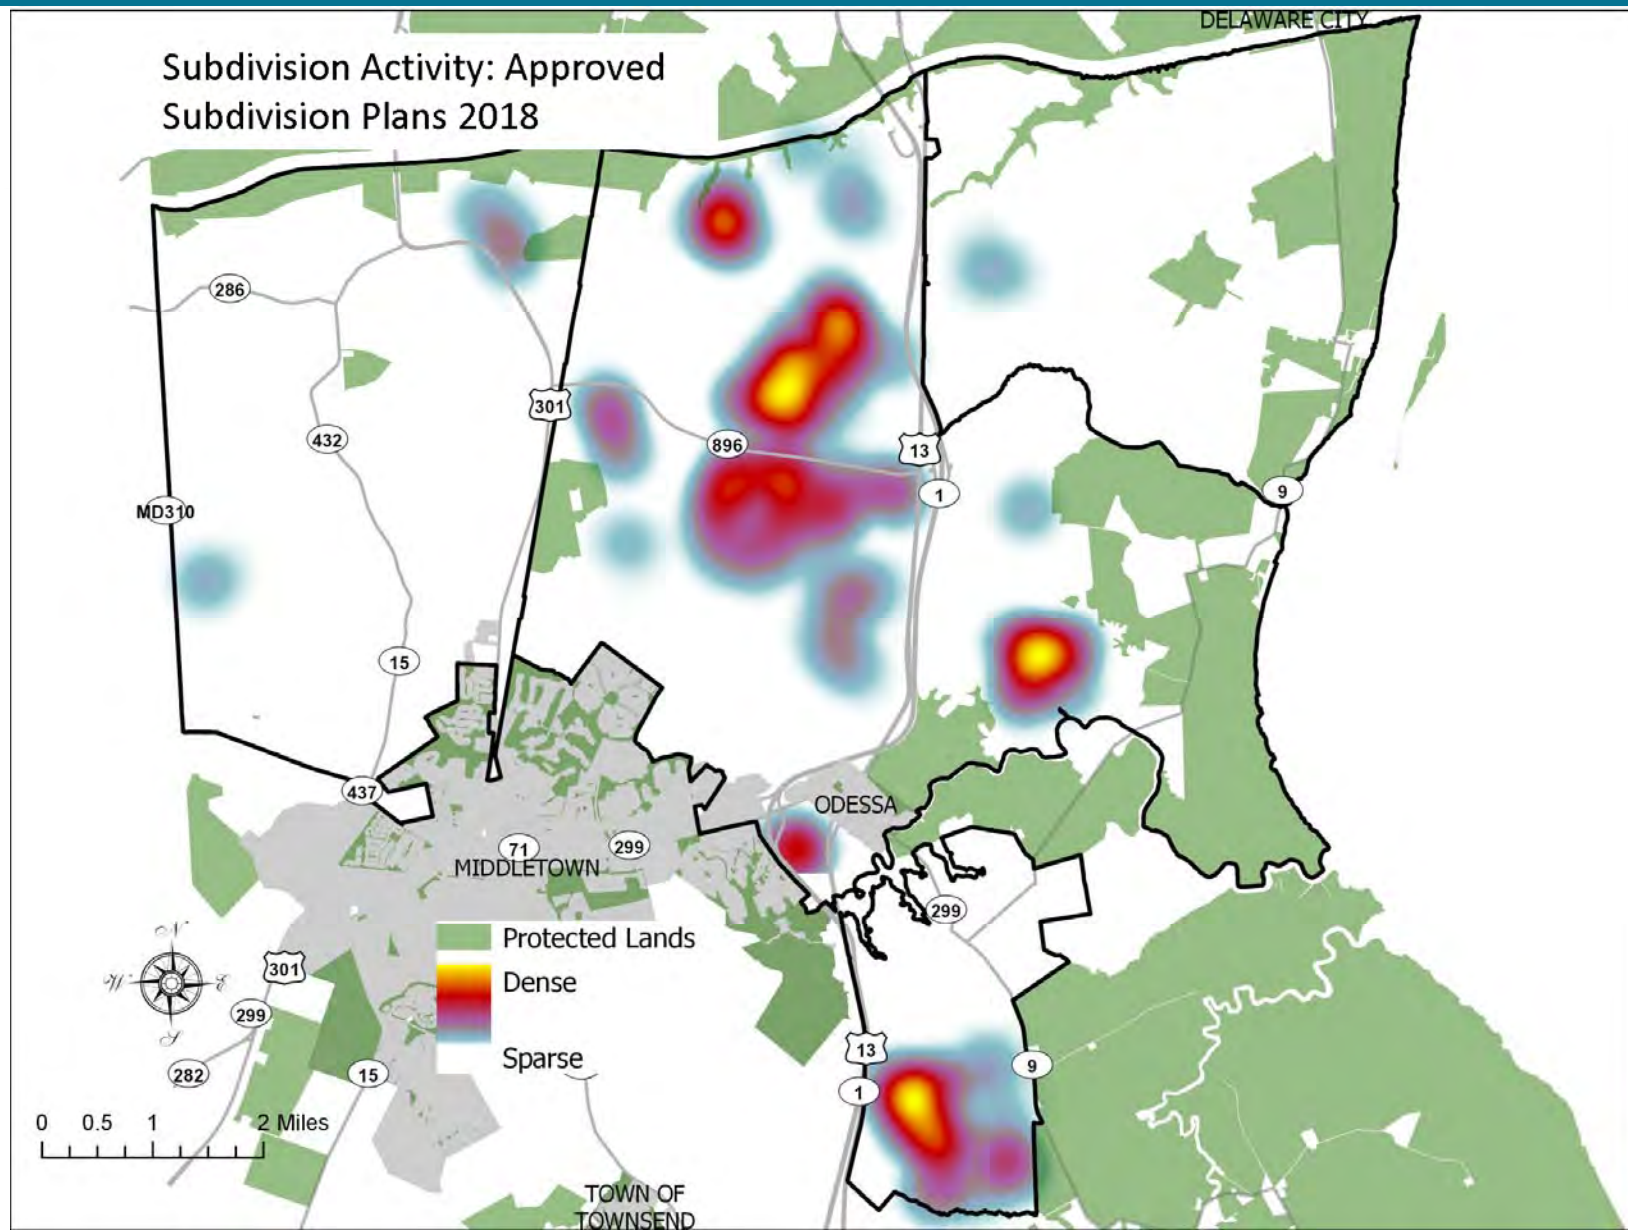 DELAWARE CITY
Subdivision Activity: Approved
Subdivision Plans 2018
286
301
432
896
13
1
9
MD310
15
437
ODESSA
71
299
MIDDLETOWN
299
N
W
E
S
Protected Lands
Dense
Sparse
301
299
282
15
13
1
9
0 0.5 1 2 Miles
TOWN OF
TOWNSEND